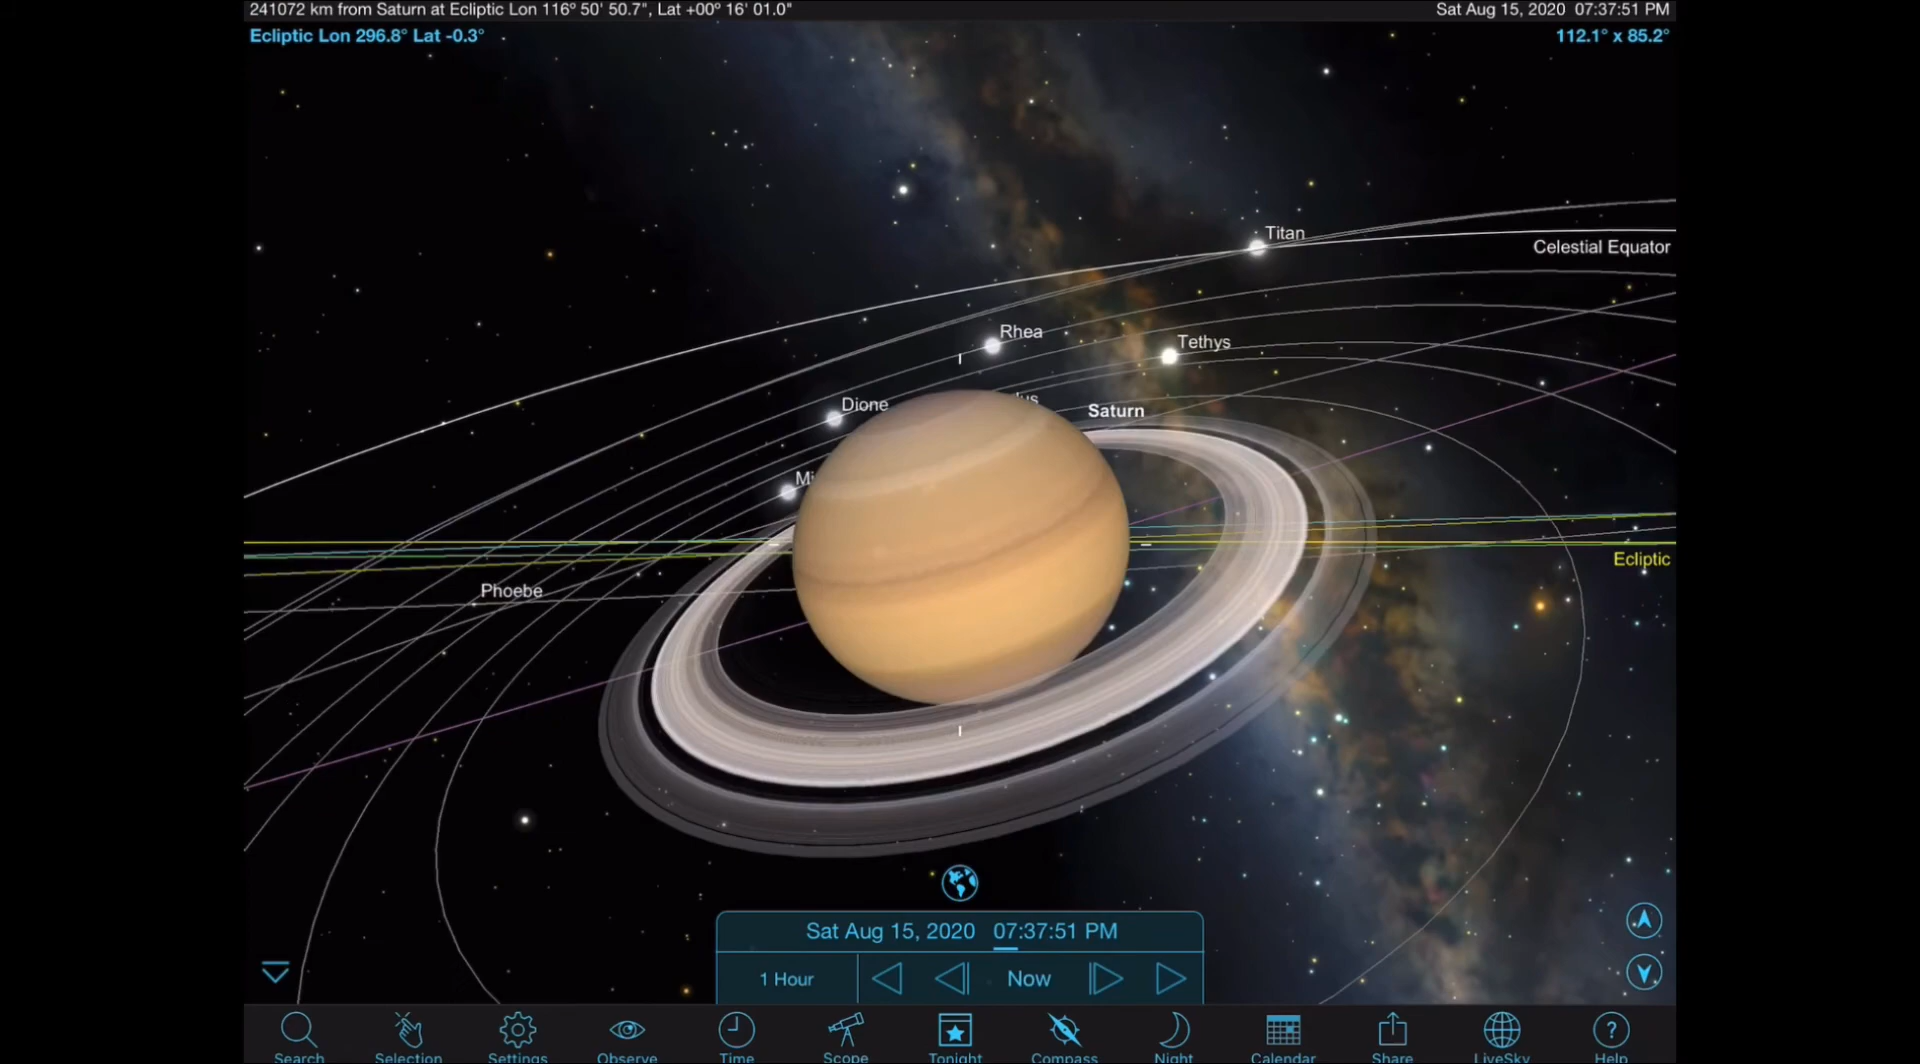 241072 km from Saturn at Ecliptic Lon 116° 50' 50.7", Lat +00° 16' 01.0"
Sat Aug 15, 2020 07:37:51 PM
Ecliptic Lon 296.8° Lat -0.3°
112.1° x 85.2°
Titan
Celestial Equator
Rhea
Tethys
Dione
lus
Saturn
Mi
Ecliptic
Phoebe
Sat Aug 15, 2020 07:37:51 PM
1 Hour
Now
Search
Selection
Settings
Observe
Time
Scope
Tonight
Compass
Night
Calendar
Share
LiveSky
Help